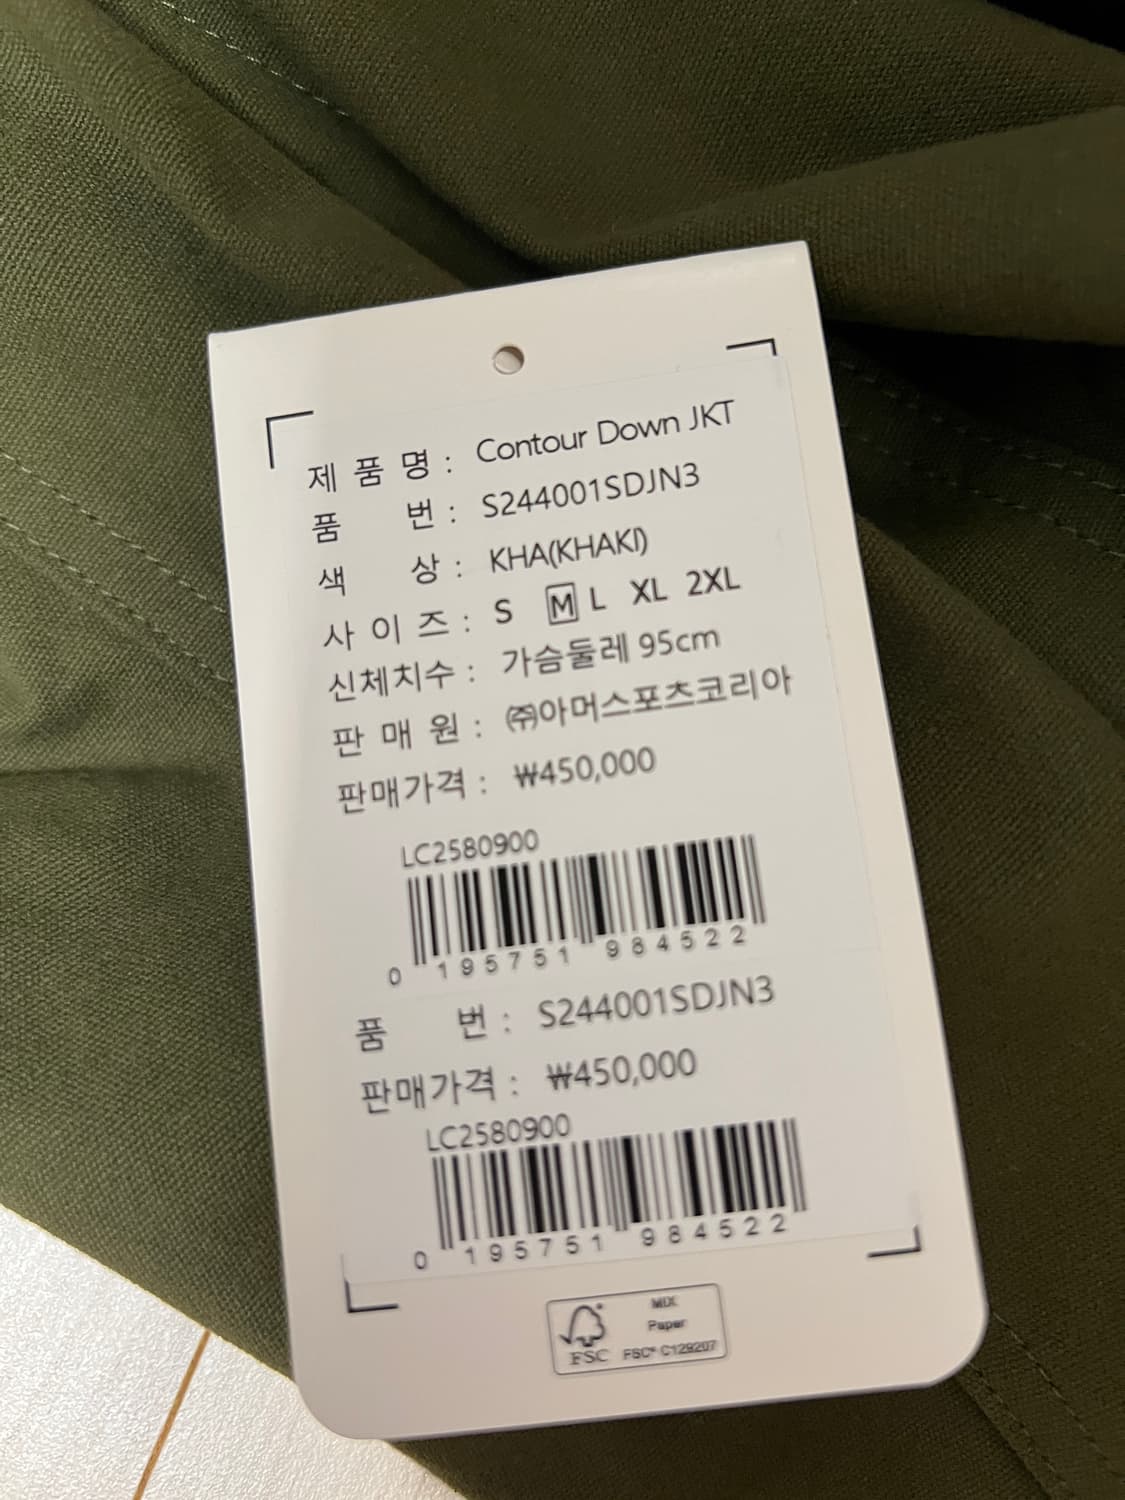 제 품 명 : Contour Down JKT
품 번 : S244001SDJN3
색 상 : KHA(KHAKI)
사 이 즈 : S M L XL 2XL
신체치수 : 가슴둘레 95cm
판 매 원 : ㈜아머스포츠코리아
판매가격 : ₩450,000
LC2580900
0 195751 984522
품 번 : S244001SDJN3
판매가격 : ₩450,000
LC2580900
0 195751 984522
MIX
Paper
FSC FSC® C129207